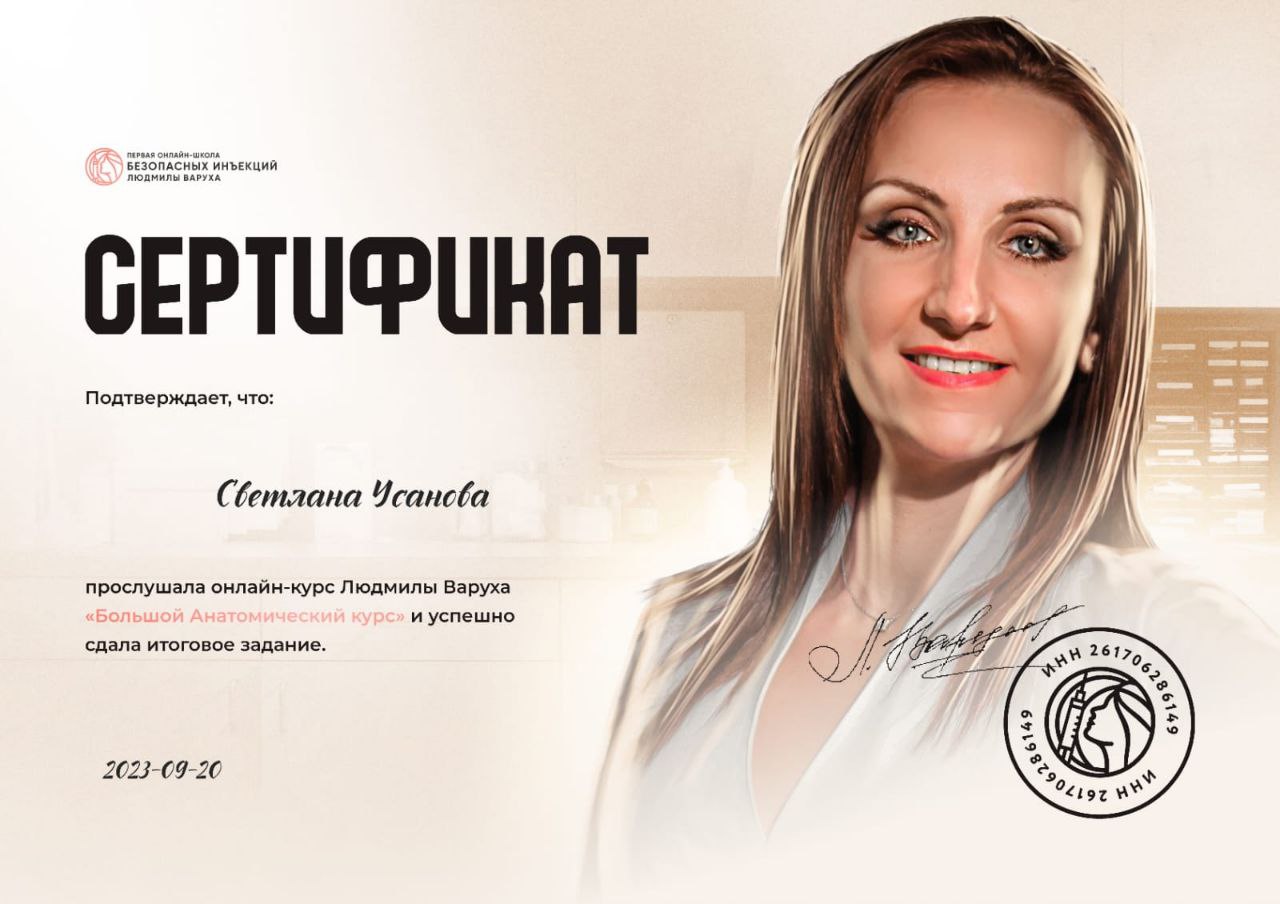 ПЕРВАЯ ОНЛАЙН-ШКОЛА
БЕЗОПАСНЫХ ИНЪЕКЦИЙ
ЛЮДМИЛЫ ВАРУХА
СЕРТИФИКАТ
Подтверждает, что:
Светлана Усанова
прослушала онлайн-курс Людмилы Варуха
«Большой Анатомический курс» и успешно
сдала итоговое задание.
2023-09-20
ИНН 261706286149
ИНН 261706286149